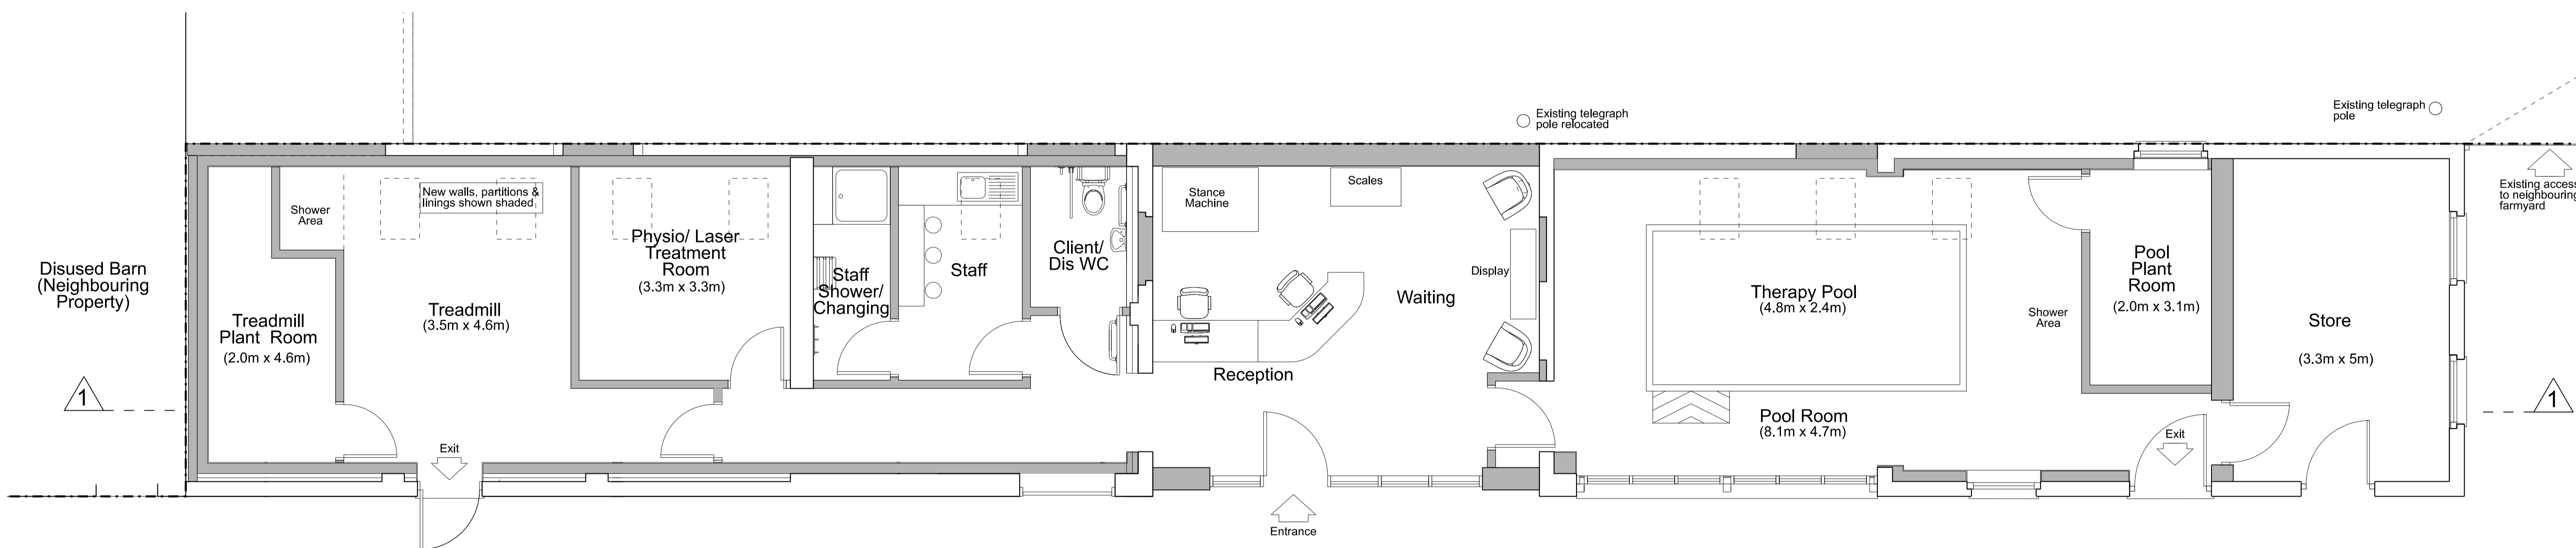 Existing telegraph
pole relocated
Existing telegraph
pole
Existing access
to neighbouring
farmyard
Disused Barn
(Neighbouring
Property)
1
Treadmill
Plant Room
(2.0m x 4.6m)
Shower
Area
New walls, partitions &
linings shown shaded
Treadmill
(3.5m x 4.6m)
Exit
Physio/ Laser
Treatment
Room
(3.3m x 3.3m)
Staff
Shower/
Changing
Staff
Client/
Dis WC
Stance
Machine
Scales
Display
Waiting
Reception
Entrance
Therapy Pool
(4.8m x 2.4m)
Pool Room
(8.1m x 4.7m)
Shower
Area
Pool
Plant
Room
(2.0m x 3.1m)
Exit
Store
(3.3m x 5m)
1